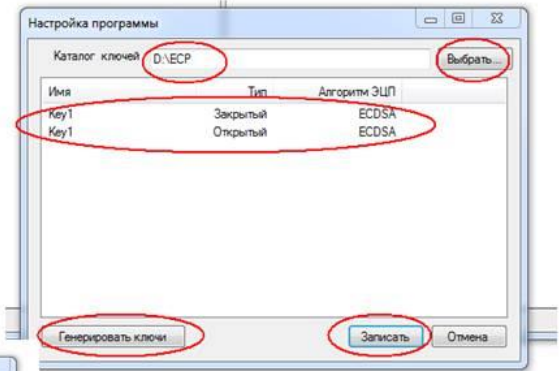 Настройка программы
Каталог ключей D:\ECP Выбрать...
Имя Тип Алгоритм ЭЦП
Key1 Закрытый ECDSA
Key1 Открытый ECDSA
Генерировать ключи Записать Отмена